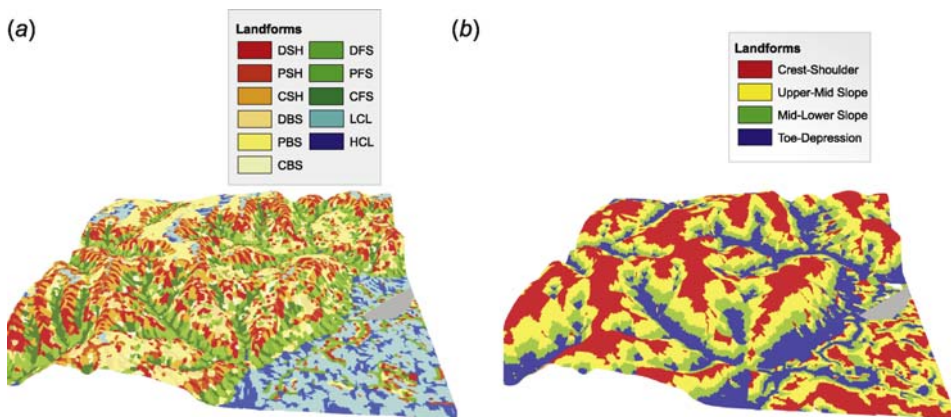 (a)
Landforms
DSH DFS
PSH PFS
CSH CFS
DBS LCL
PBS HCL
CBS
(b)
Landforms
Crest-Shoulder
Upper-Mid Slope
Mid-Lower Slope
Toe-Depression